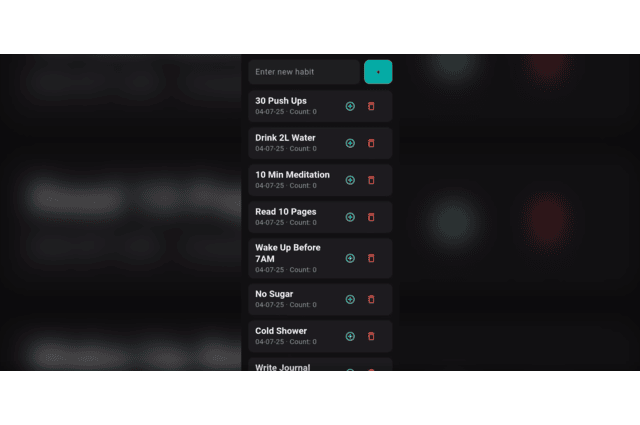 Enter new habit
+
30 Push Ups
04-07-25 · Count: 0
Drink 2L Water
04-07-25 · Count: 0
10 Min Meditation
04-07-25 · Count: 0
Read 10 Pages
04-07-25 · Count: 0
Wake Up Before
7AM
04-07-25 · Count: 0
No Sugar
04-07-25 · Count: 0
Cold Shower
04-07-25 · Count: 0
Write Journal